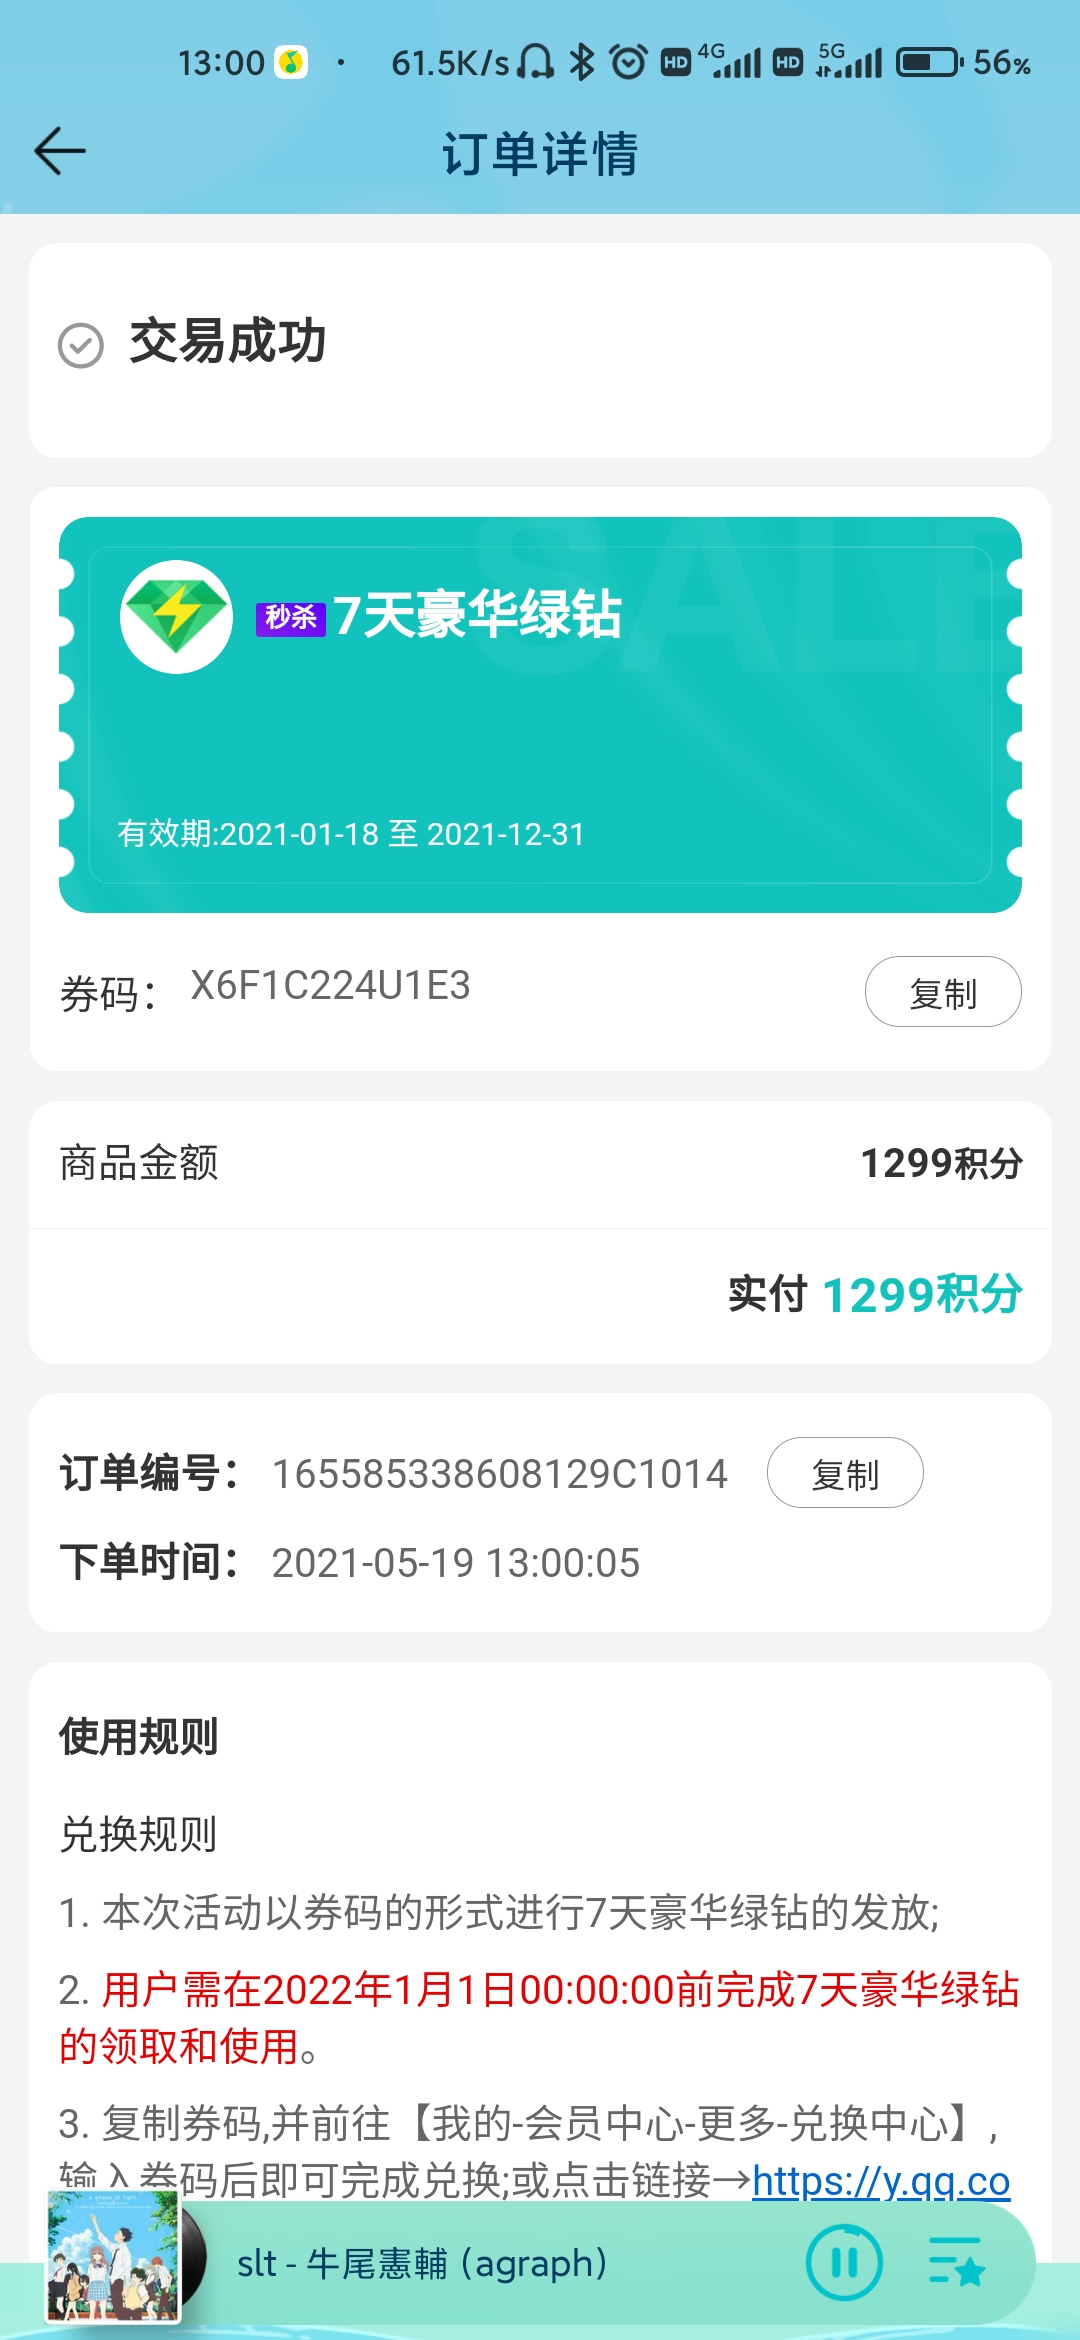 13:00 · 61.5K/s HD 4G HD 5G 56%
订单详情
交易成功
SALE
秒杀 7天豪华绿钻
有效期:2021-01-18 至 2021-12-31
券码： X6F1C224U1E3 复制
商品金额 1299积分
实付 1299积分
订单编号： 165585338608129C1014 复制
下单时间： 2021-05-19 13:00:05
使用规则
兑换规则
1. 本次活动以券码的形式进行7天豪华绿钻的发放;
2. 用户需在2022年1月1日00:00:00前完成7天豪华绿钻
的领取和使用。
3. 复制券码,并前往【我的-会员中心-更多-兑换中心】,
输入券码后即可完成兑换;或点击链接→https://y.qq.co
slt - 牛尾憲輔 (agraph)